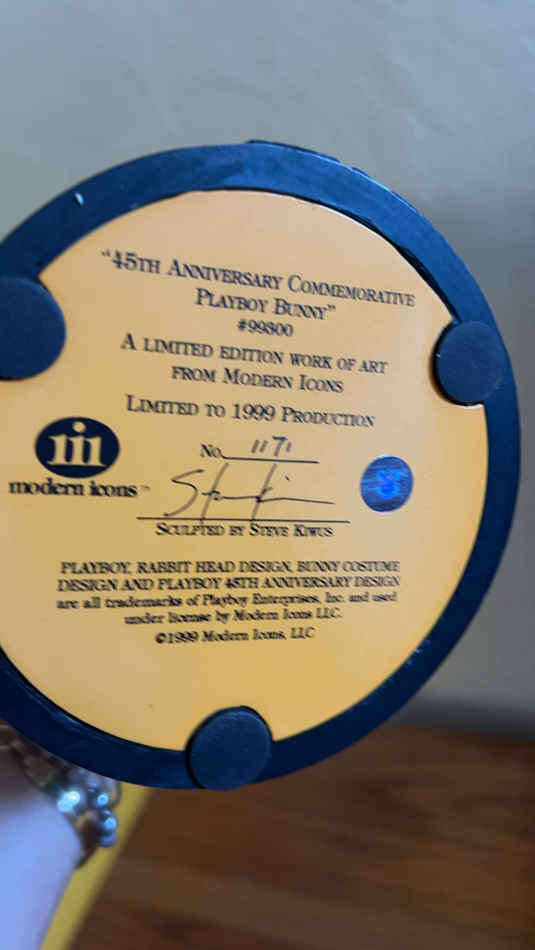 "45TH ANNIVERSARY COMMEMORATIVE
PLAYBOY BUNNY"
#99800
A LIMITED EDITION WORK OF ART
FROM MODERN ICONS
LIMITED TO 1999 PRODUCTION
No. 1171
mi
modern icons™
SCULPTED BY STEVE KIWUS
PLAYBOY, RABBIT HEAD DESIGN, BUNNY COSTUME
DESIGN AND PLAYBOY 45TH ANNIVERSARY DESIGN
are all trademarks of Playboy Enterprises, Inc. and used
under license by Modern Icons LLC.
©1999 Modern Icons, LLC